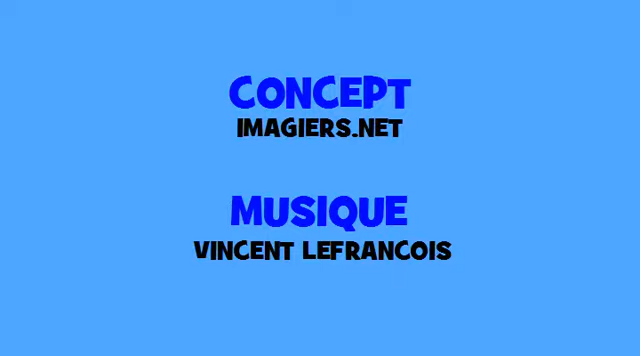 CONCEPT
IMAGIERS.NET
MUSIQUE
VINCENT LEFRANCOIS